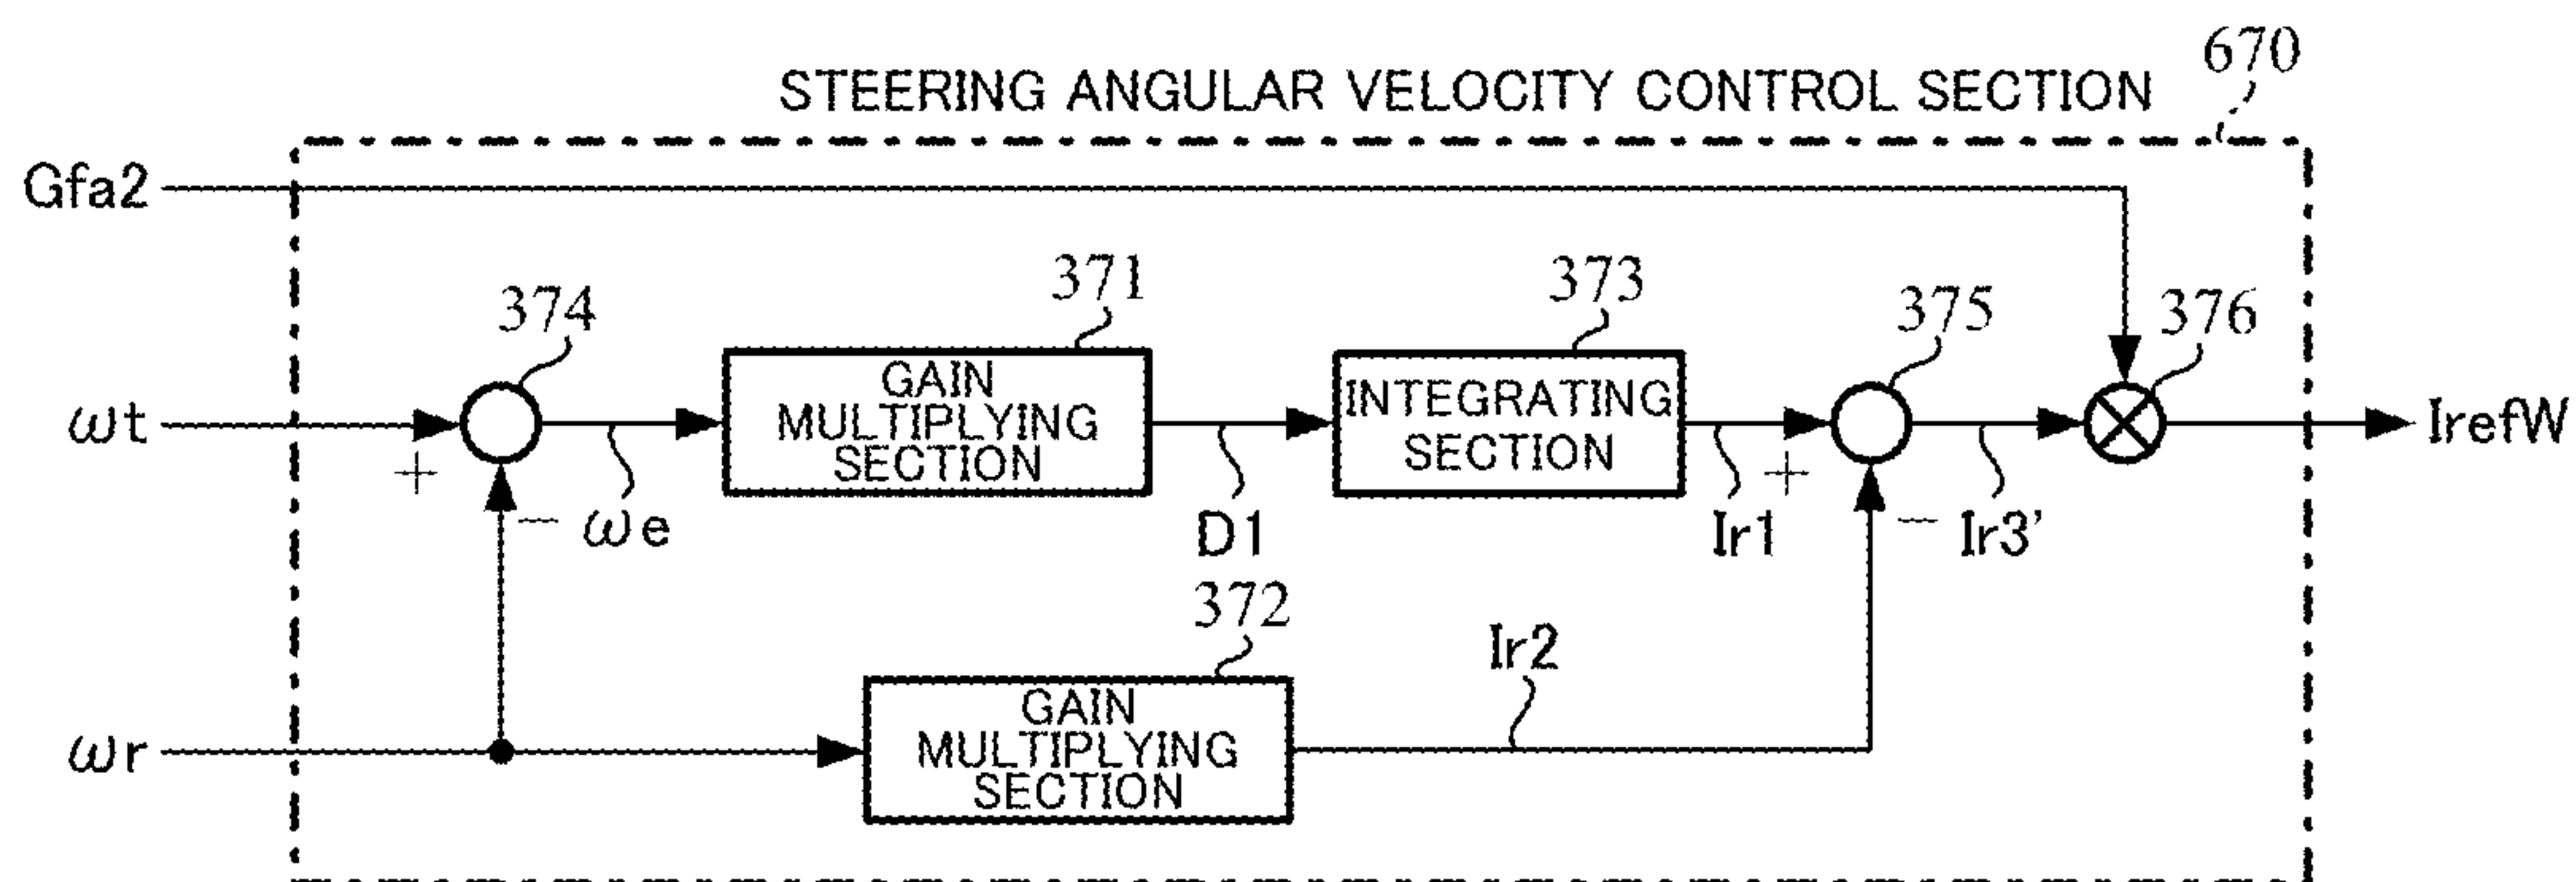 670
STEERING ANGULAR VELOCITY CONTROL SECTION
Gfa2
374
371
373
375
376
ωt
+
−
ωe
GAIN
MULTIPLYING
SECTION
D1
INTEGRATING
SECTION
Ir1
+
−
Ir3'
IrefW
372
Ir2
ωr
GAIN
MULTIPLYING
SECTION